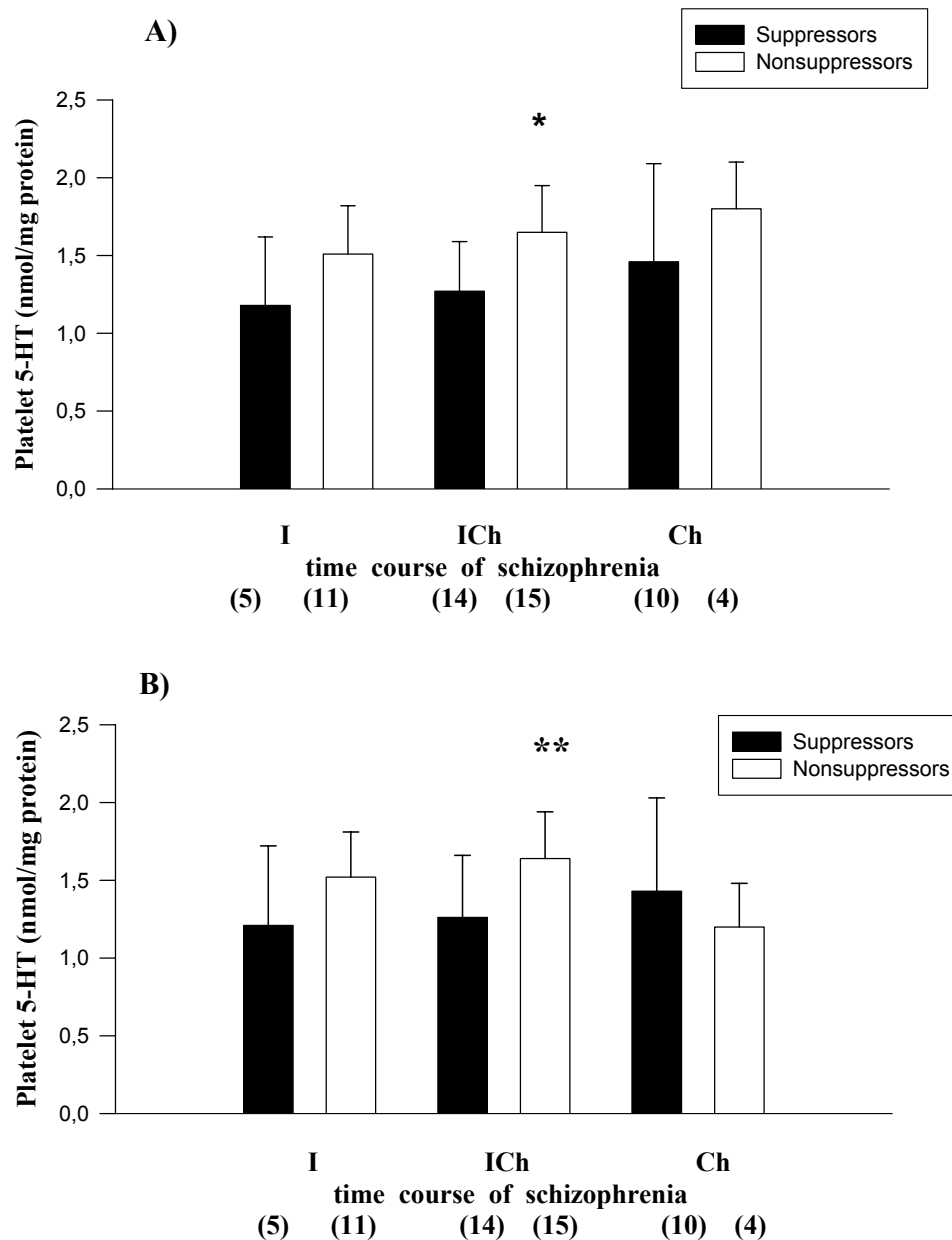 A)
Suppressors
Nonsuppressors
Platelet 5-HT (nmol/mg protein)
2,5
2,0
1,5
1,0
0,5
0,0
*
I ICh Ch
time course of schizophrenia
(5) (11) (14) (15) (10) (4)
B)
Suppressors
Nonsuppressors
Platelet 5-HT (nmol/mg protein)
2,5
2,0
1,5
1,0
0,5
0,0
**
I ICh Ch
time course of schizophrenia
(5) (11) (14) (15) (10) (4)